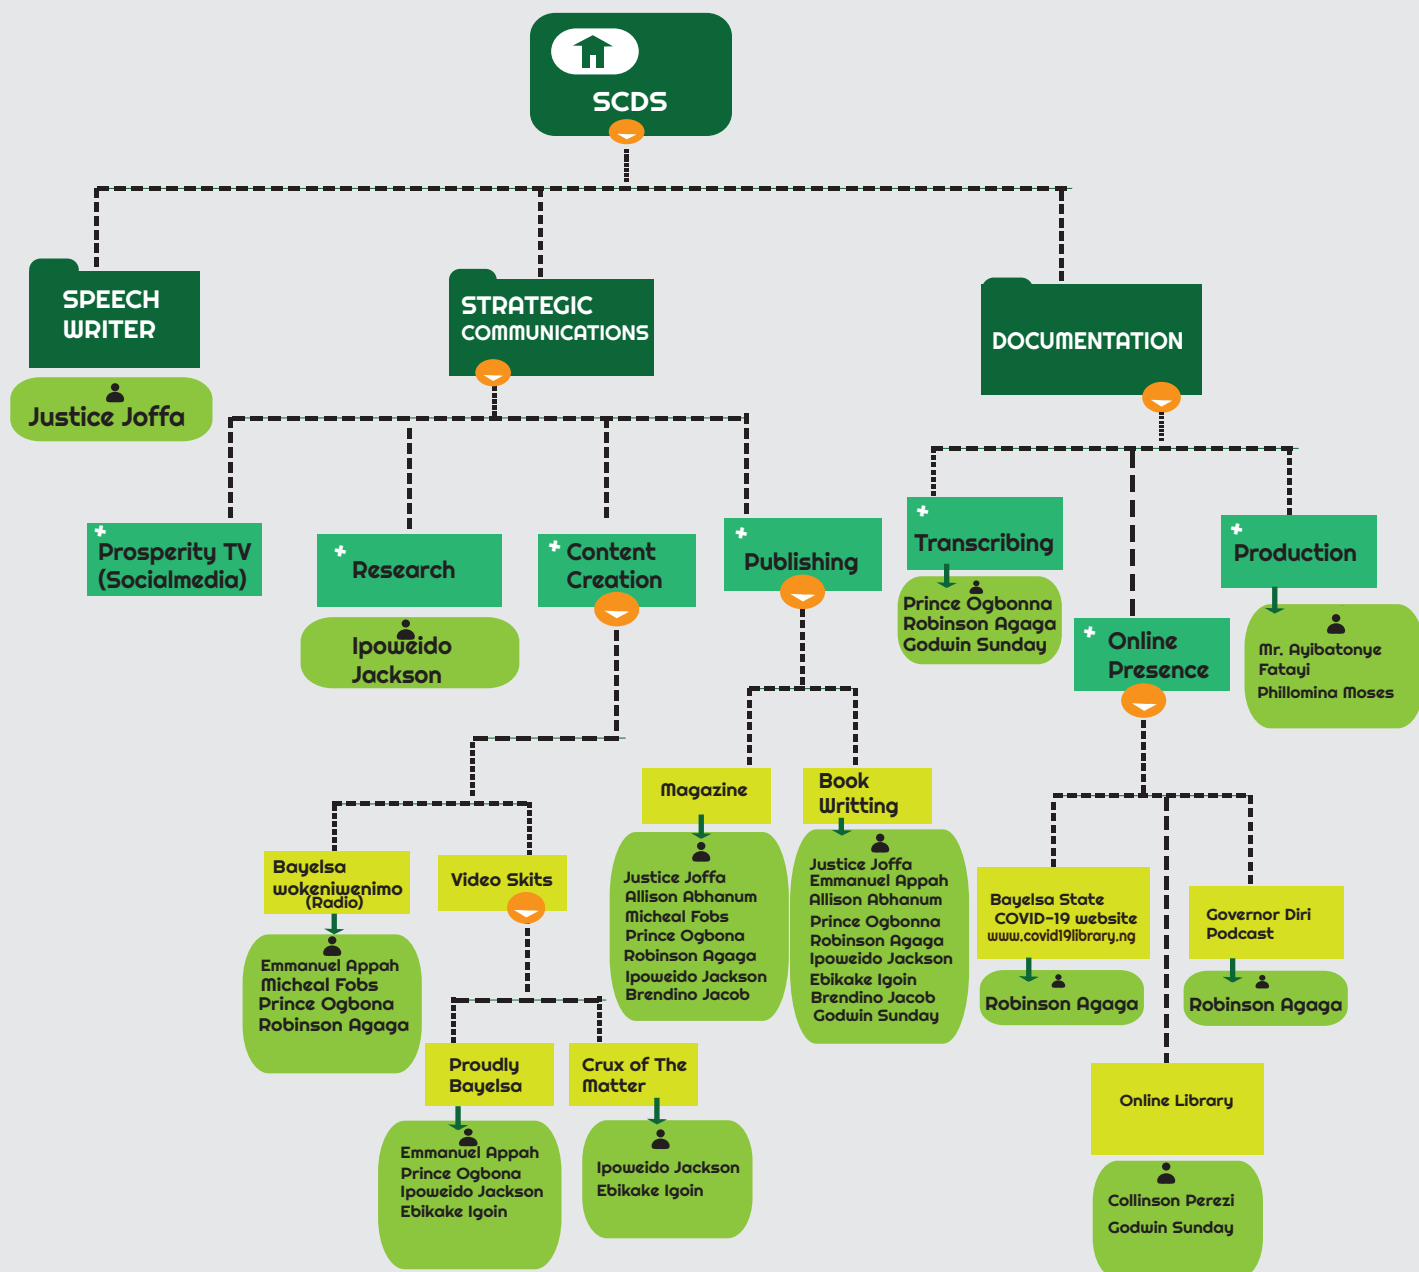 SCDS
SPEECH
WRITER
Justice Joffa
STRATEGIC
COMMUNICATIONS
DOCUMENTATION
Prosperity TV
(Socialmedia)
Research
Ipoweido
Jackson
Content
Creation
Publishing
Transcribing
Prince Ogbonna
Robinson Agaga
Godwin Sunday
Online
Presence
Production
Mr. Ayibatonye
Fatayi
Phillomina Moses
Bayelsa
wokeniwenimo
(Radio)
Emmanuel Appah
Micheal Fobs
Prince Ogbona
Robinson Agaga
Video Skits
Proudly
Bayelsa
Emmanuel Appah
Prince Ogbona
Ipoweido Jackson
Ebikake Igoin
Crux of The
Matter
Ipoweido Jackson
Ebikake Igoin
Magazine
Justice Joffa
Allison Abhanum
Micheal Fobs
Prince Ogbona
Robinson Agaga
Ipoweido Jackson
Brendino Jacob
Book
Writting
Justice Joffa
Emmanuel Appah
Allison Abhanum
Prince Ogbonna
Robinson Agaga
Ipoweido Jackson
Ebikake Igoin
Brendino Jacob
Godwin Sunday
Bayelsa State
COVID-19 website
www.covid19library.ng
Robinson Agaga
Governor Diri
Podcast
Robinson Agaga
Online Library
Collinson Perezi
Godwin Sunday